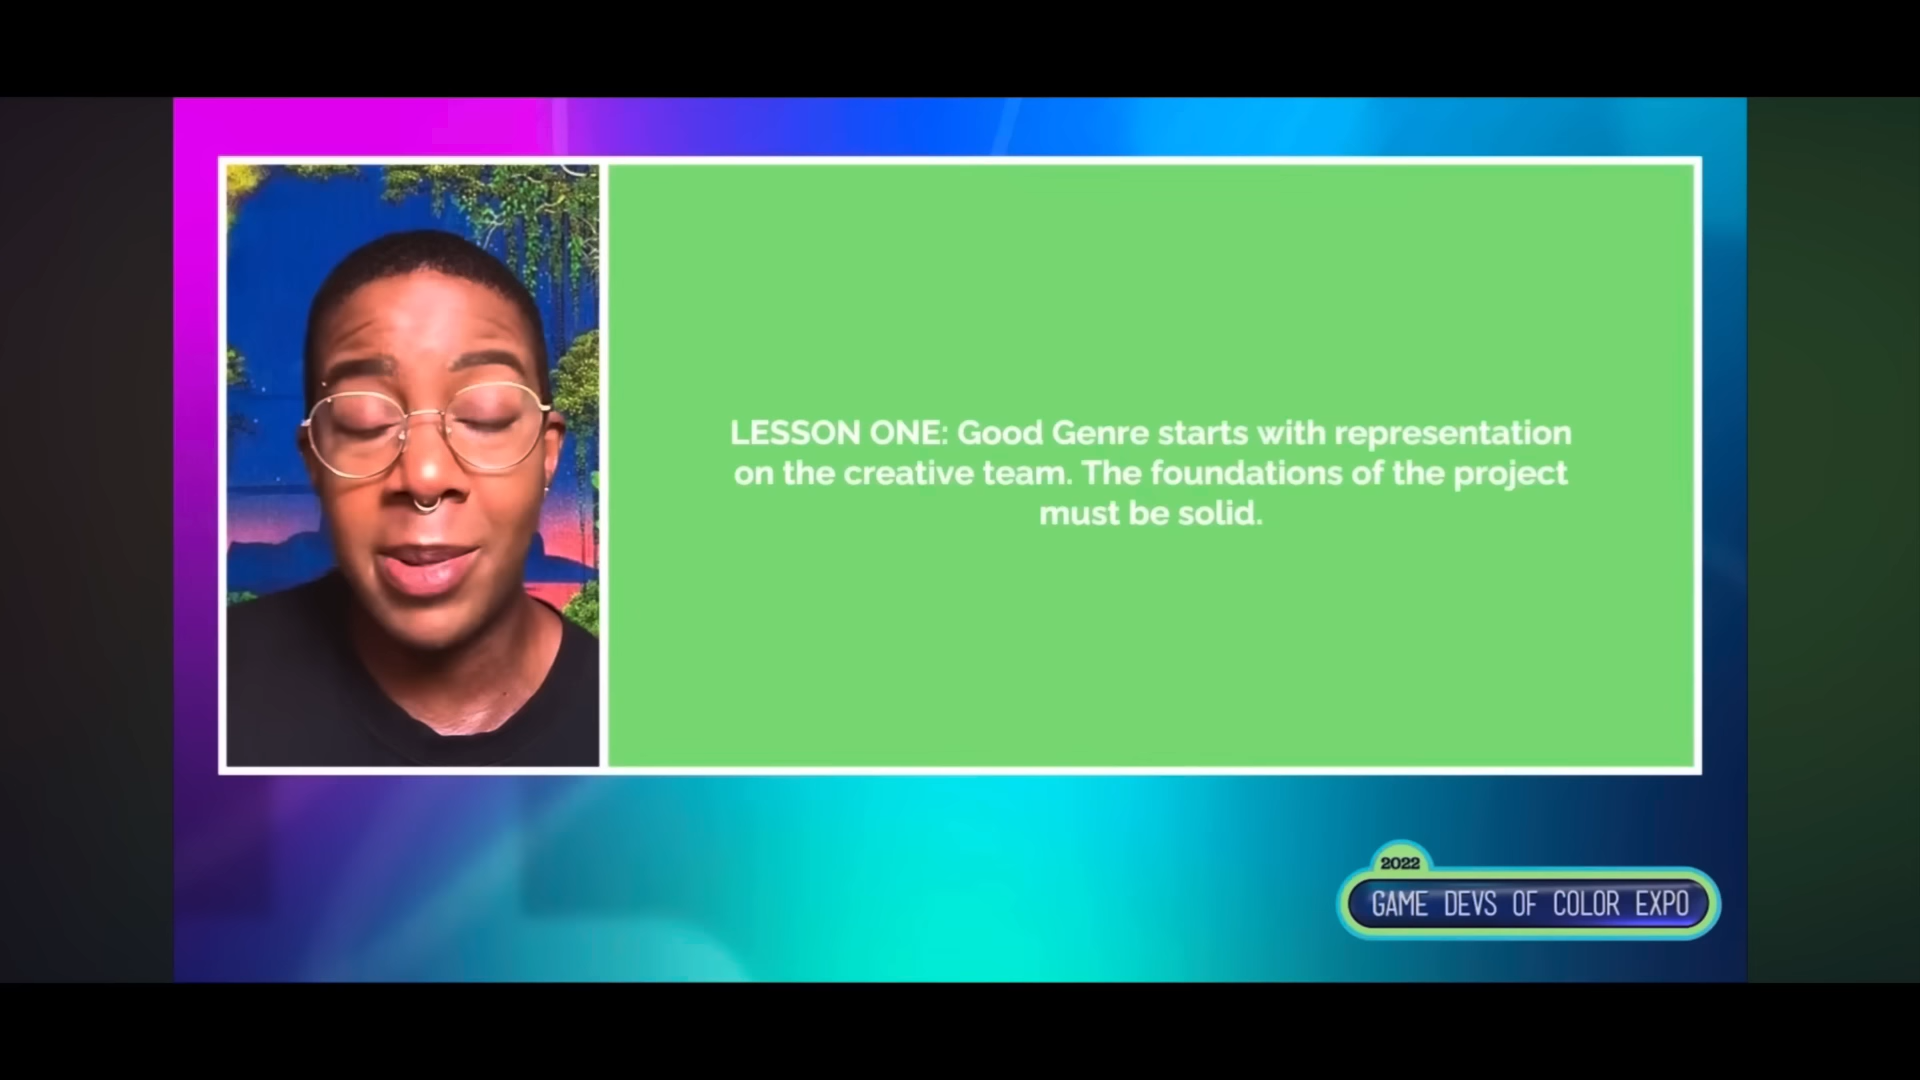 LESSON ONE: Good Genre starts with representation
on the creative team. The foundations of the project
must be solid.
2022
GAME DEVS OF COLOR EXPO